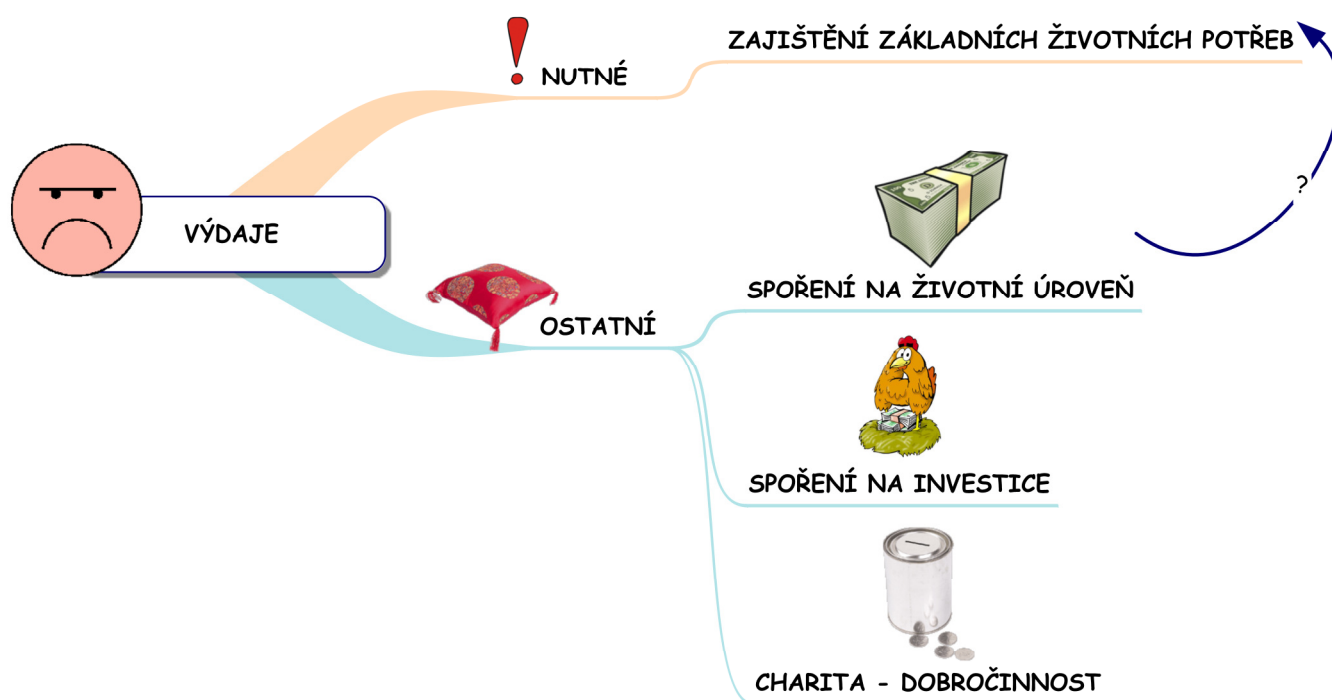 ZAJIŠTĚNÍ ZÁKLADNÍCH ŽIVOTNÍCH POTŘEB
NUTNÉ
?
VÝDAJE
SPOŘENÍ NA ŽIVOTNÍ ÚROVEŇ
OSTATNÍ
SPOŘENÍ NA INVESTICE
CHARITA - DOBROČINNOST